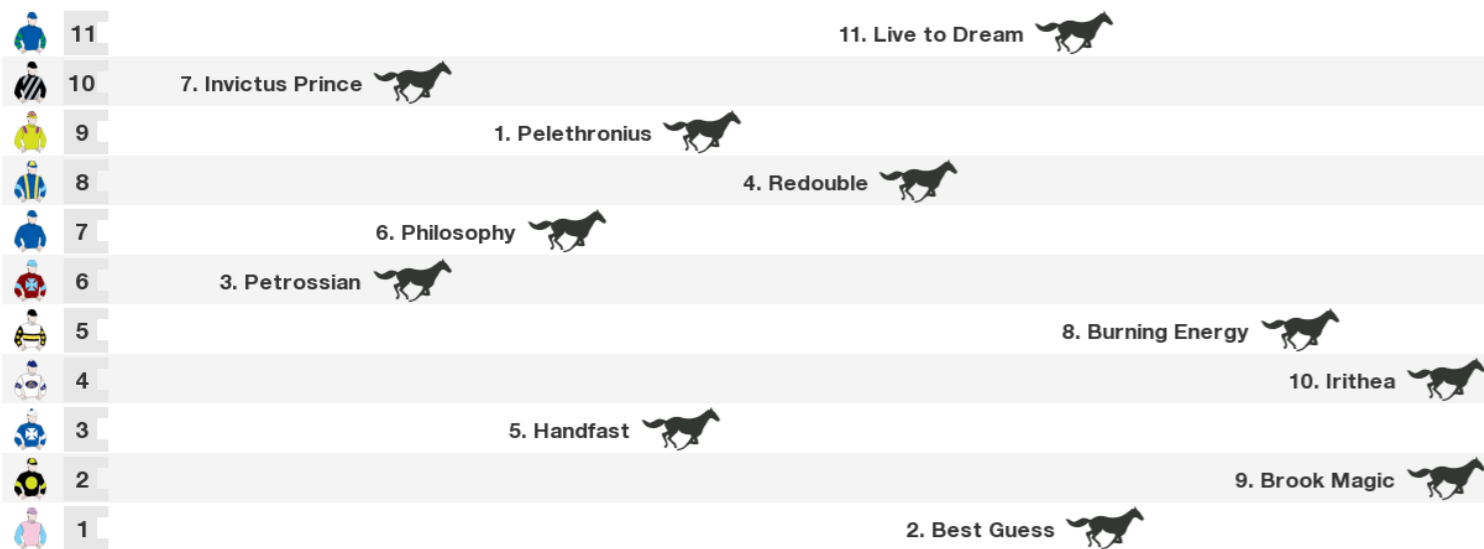 11 11. Live to Dream
10 7. Invictus Prince
9 1. Pelethronius
8 4. Redouble
7 6. Philosophy
6 3. Petrossian
5 8. Burning Energy
4 10. Irithea
3 5. Handfast
2 9. Brook Magic
1 2. Best Guess